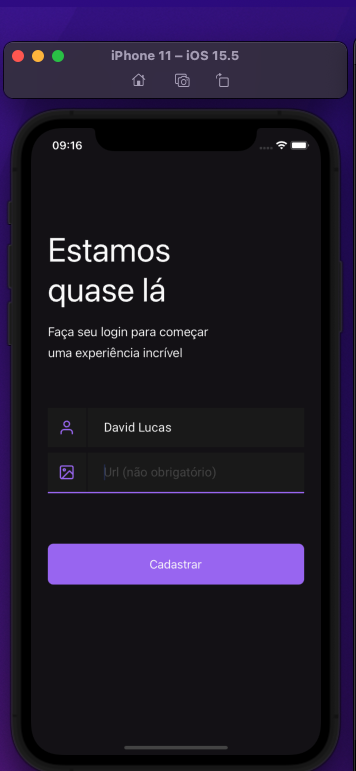 iPhone 11 – iOS 15.5
09:16
Estamos
quase lá
Faça seu login para começar
uma experiência incrível
David Lucas
Url (não obrigatório)
Cadastrar